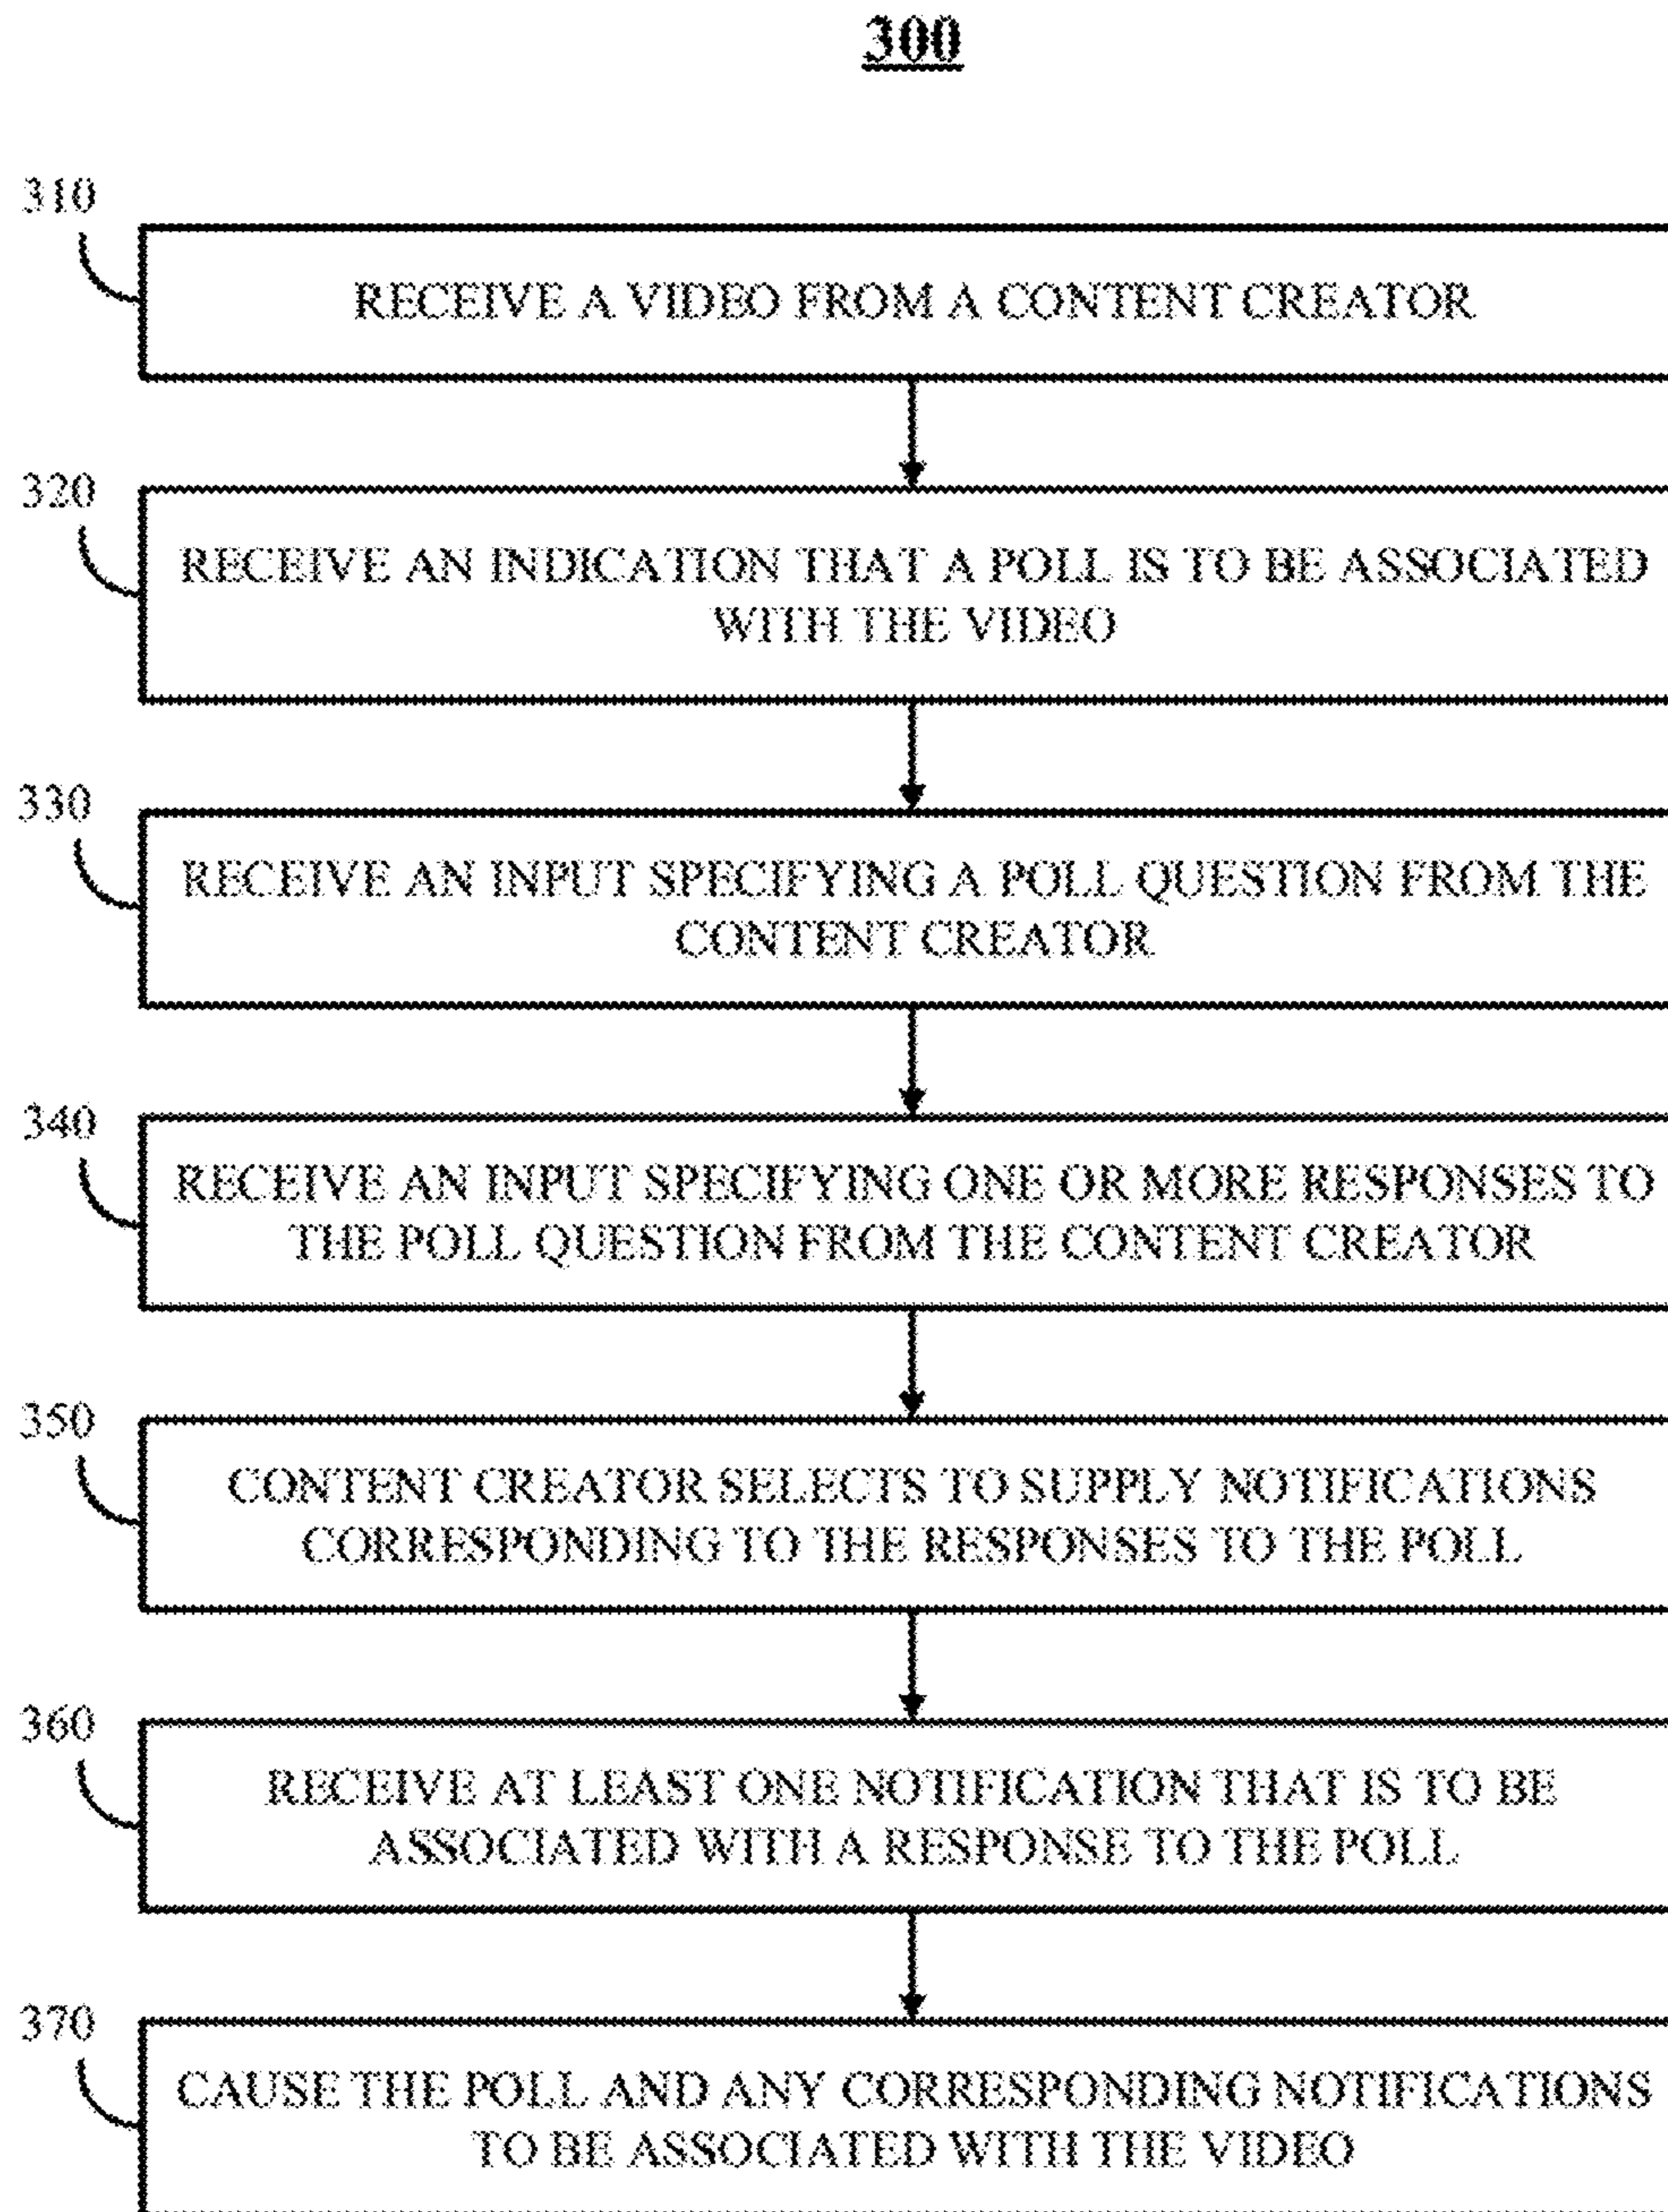 300
310
RECEIVE A VIDEO FROM A CONTENT CREATOR
320
RECEIVE AN INDICATION THAT A POLL IS TO BE ASSOCIATED
WITH THE VIDEO
330
RECEIVE AN INPUT SPECIFYING A POLL QUESTION FROM THE
CONTENT CREATOR
340
RECEIVE AN INPUT SPECIFYING ONE OR MORE RESPONSES TO
THE POLL QUESTION FROM THE CONTENT CREATOR
350
CONTENT CREATOR SELECTS TO SUPPLY NOTIFICATIONS
CORRESPONDING TO THE RESPONSES TO THE POLL
360
RECEIVE AT LEAST ONE NOTIFICATION THAT IS TO BE
ASSOCIATED WITH A RESPONSE TO THE POLL
370
CAUSE THE POLL AND ANY CORRESPONDING NOTIFICATIONS
TO BE ASSOCIATED WITH THE VIDEO